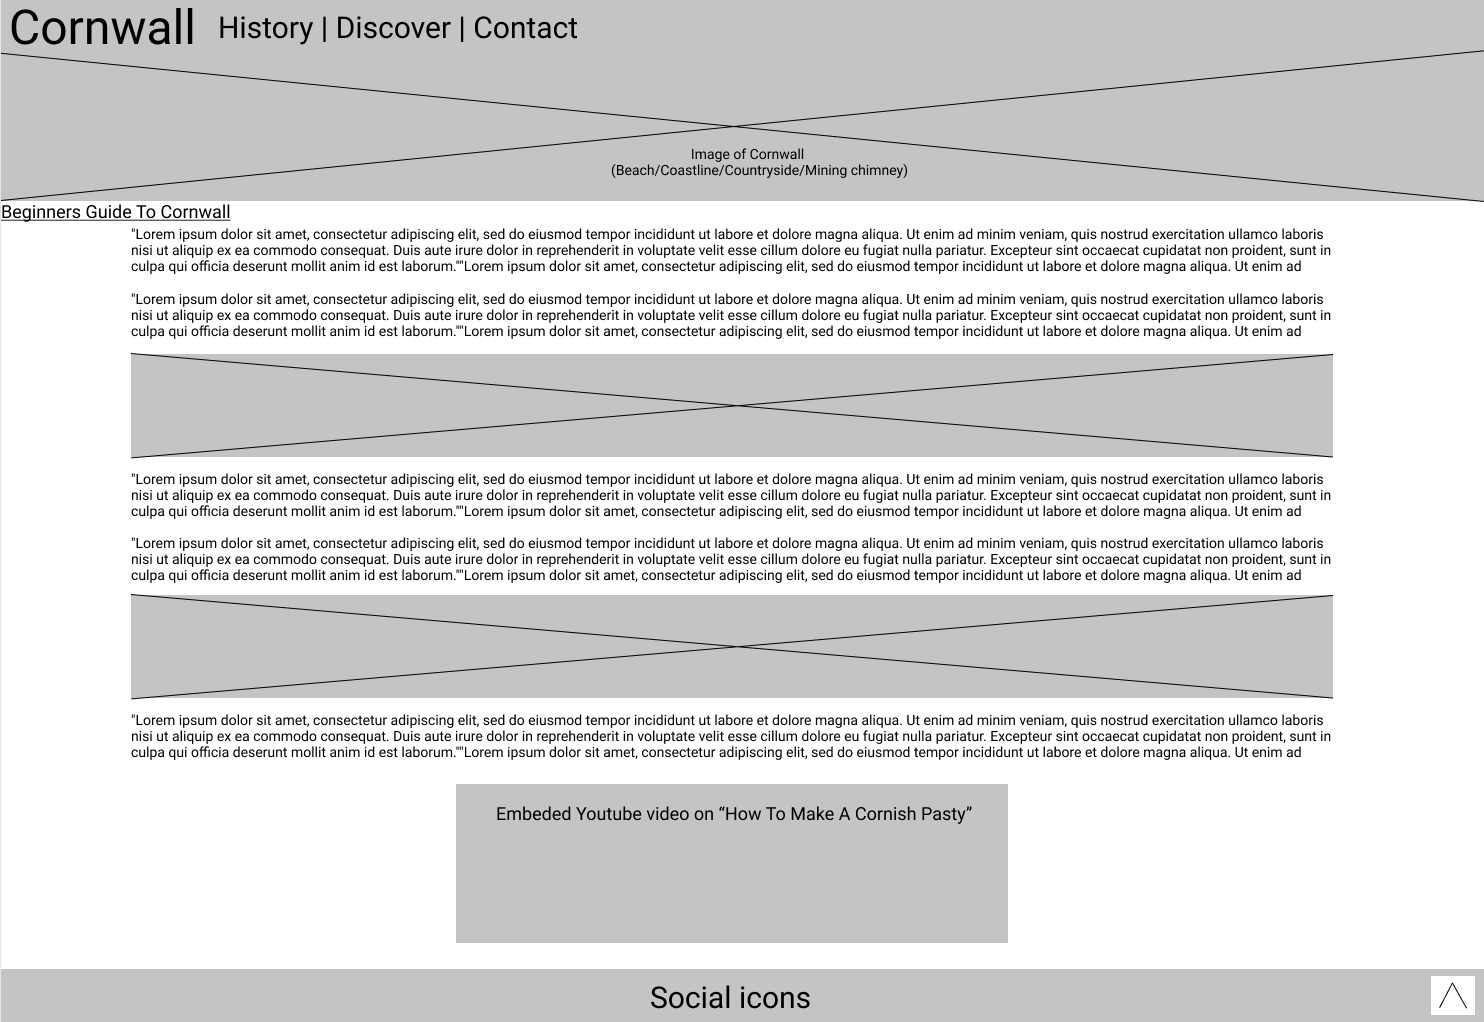 Cornwall History | Discover | Contact
Image of Cornwall
(Beach/Coastline/Countryside/Mining chimney)
Beginners Guide To Cornwall
"Lorem ipsum dolor sit amet, consectetur adipiscing elit, sed do eiusmod tempor incididunt ut labore et dolore magna aliqua. Ut enim ad minim veniam, quis nostrud exercitation ullamco laboris
nisi ut aliquip ex ea commodo consequat. Duis aute irure dolor in reprehenderit in voluptate velit esse cillum dolore eu fugiat nulla pariatur. Excepteur sint occaecat cupidatat non proident, sunt in
culpa qui officia deserunt mollit anim id est laborum.""Lorem ipsum dolor sit amet, consectetur adipiscing elit, sed do eiusmod tempor incididunt ut labore et dolore magna aliqua. Ut enim ad
"Lorem ipsum dolor sit amet, consectetur adipiscing elit, sed do eiusmod tempor incididunt ut labore et dolore magna aliqua. Ut enim ad minim veniam, quis nostrud exercitation ullamco laboris
nisi ut aliquip ex ea commodo consequat. Duis aute irure dolor in reprehenderit in voluptate velit esse cillum dolore eu fugiat nulla pariatur. Excepteur sint occaecat cupidatat non proident, sunt in
culpa qui officia deserunt mollit anim id est laborum.""Lorem ipsum dolor sit amet, consectetur adipiscing elit, sed do eiusmod tempor incididunt ut labore et dolore magna aliqua. Ut enim ad
"Lorem ipsum dolor sit amet, consectetur adipiscing elit, sed do eiusmod tempor incididunt ut labore et dolore magna aliqua. Ut enim ad minim veniam, quis nostrud exercitation ullamco laboris
nisi ut aliquip ex ea commodo consequat. Duis aute irure dolor in reprehenderit in voluptate velit esse cillum dolore eu fugiat nulla pariatur. Excepteur sint occaecat cupidatat non proident, sunt in
culpa qui officia deserunt mollit anim id est laborum.""Lorem ipsum dolor sit amet, consectetur adipiscing elit, sed do eiusmod tempor incididunt ut labore et dolore magna aliqua. Ut enim ad
"Lorem ipsum dolor sit amet, consectetur adipiscing elit, sed do eiusmod tempor incididunt ut labore et dolore magna aliqua. Ut enim ad minim veniam, quis nostrud exercitation ullamco laboris
nisi ut aliquip ex ea commodo consequat. Duis aute irure dolor in reprehenderit in voluptate velit esse cillum dolore eu fugiat nulla pariatur. Excepteur sint occaecat cupidatat non proident, sunt in
culpa qui officia deserunt mollit anim id est laborum.""Lorem ipsum dolor sit amet, consectetur adipiscing elit, sed do eiusmod tempor incididunt ut labore et dolore magna aliqua. Ut enim ad
"Lorem ipsum dolor sit amet, consectetur adipiscing elit, sed do eiusmod tempor incididunt ut labore et dolore magna aliqua. Ut enim ad minim veniam, quis nostrud exercitation ullamco laboris
nisi ut aliquip ex ea commodo consequat. Duis aute irure dolor in reprehenderit in voluptate velit esse cillum dolore eu fugiat nulla pariatur. Excepteur sint occaecat cupidatat non proident, sunt in
culpa qui officia deserunt mollit anim id est laborum.""Lorem ipsum dolor sit amet, consectetur adipiscing elit, sed do eiusmod tempor incididunt ut labore et dolore magna aliqua. Ut enim ad
Embeded Youtube video on “How To Make A Cornish Pasty”
Social icons